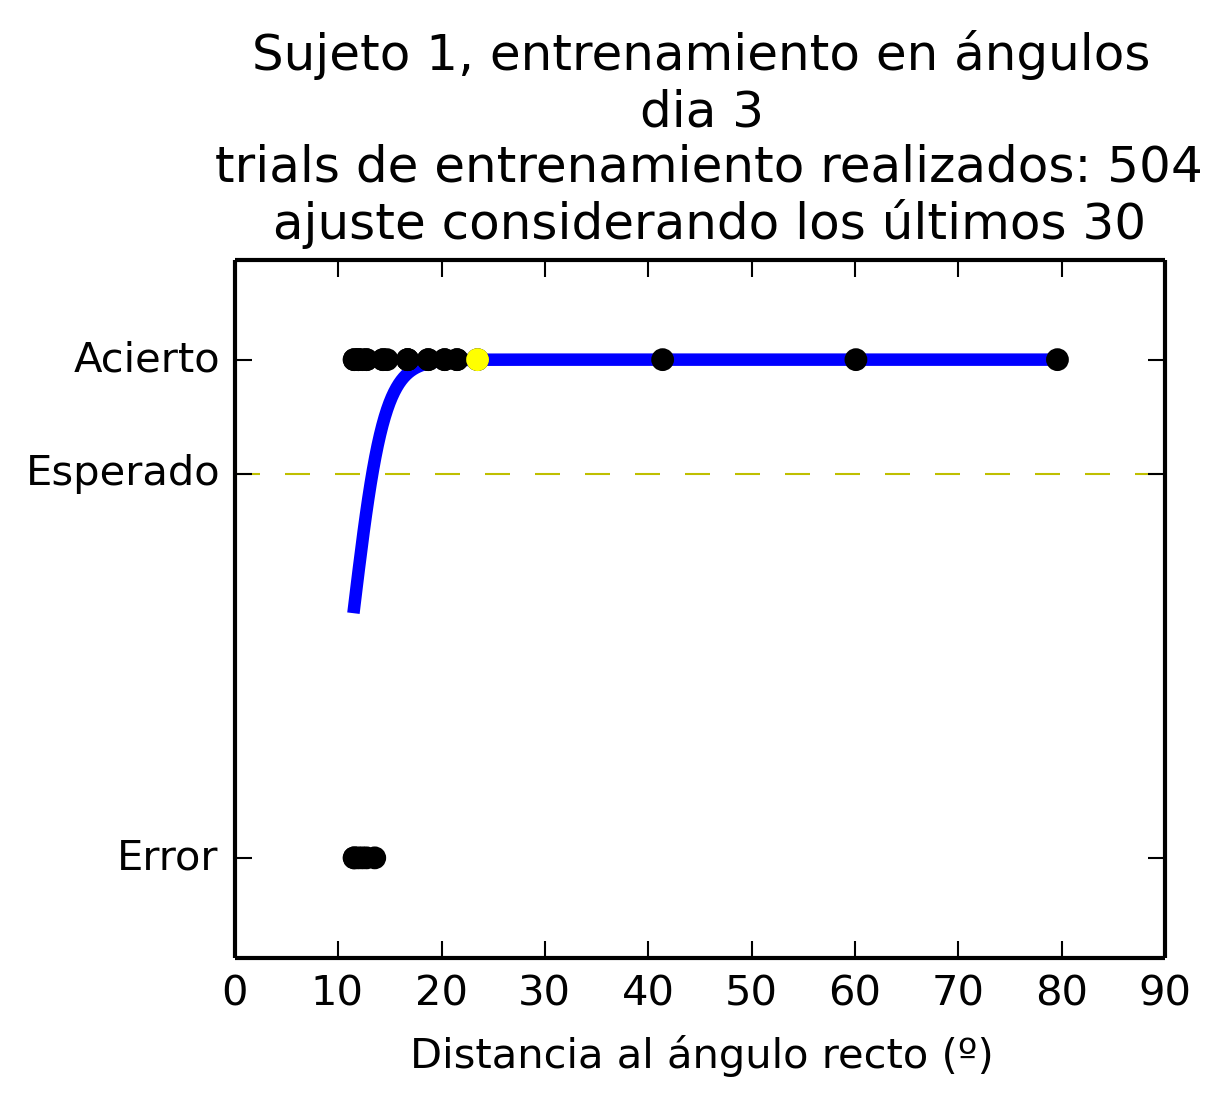 Sujeto 1, entrenamiento en ángulos
dia 3
trials de entrenamiento realizados: 504
ajuste considerando los últimos 30
Acierto
Esperado
Error
0 10 20 30 40 50 60 70 80 90
Distancia al ángulo recto (º)